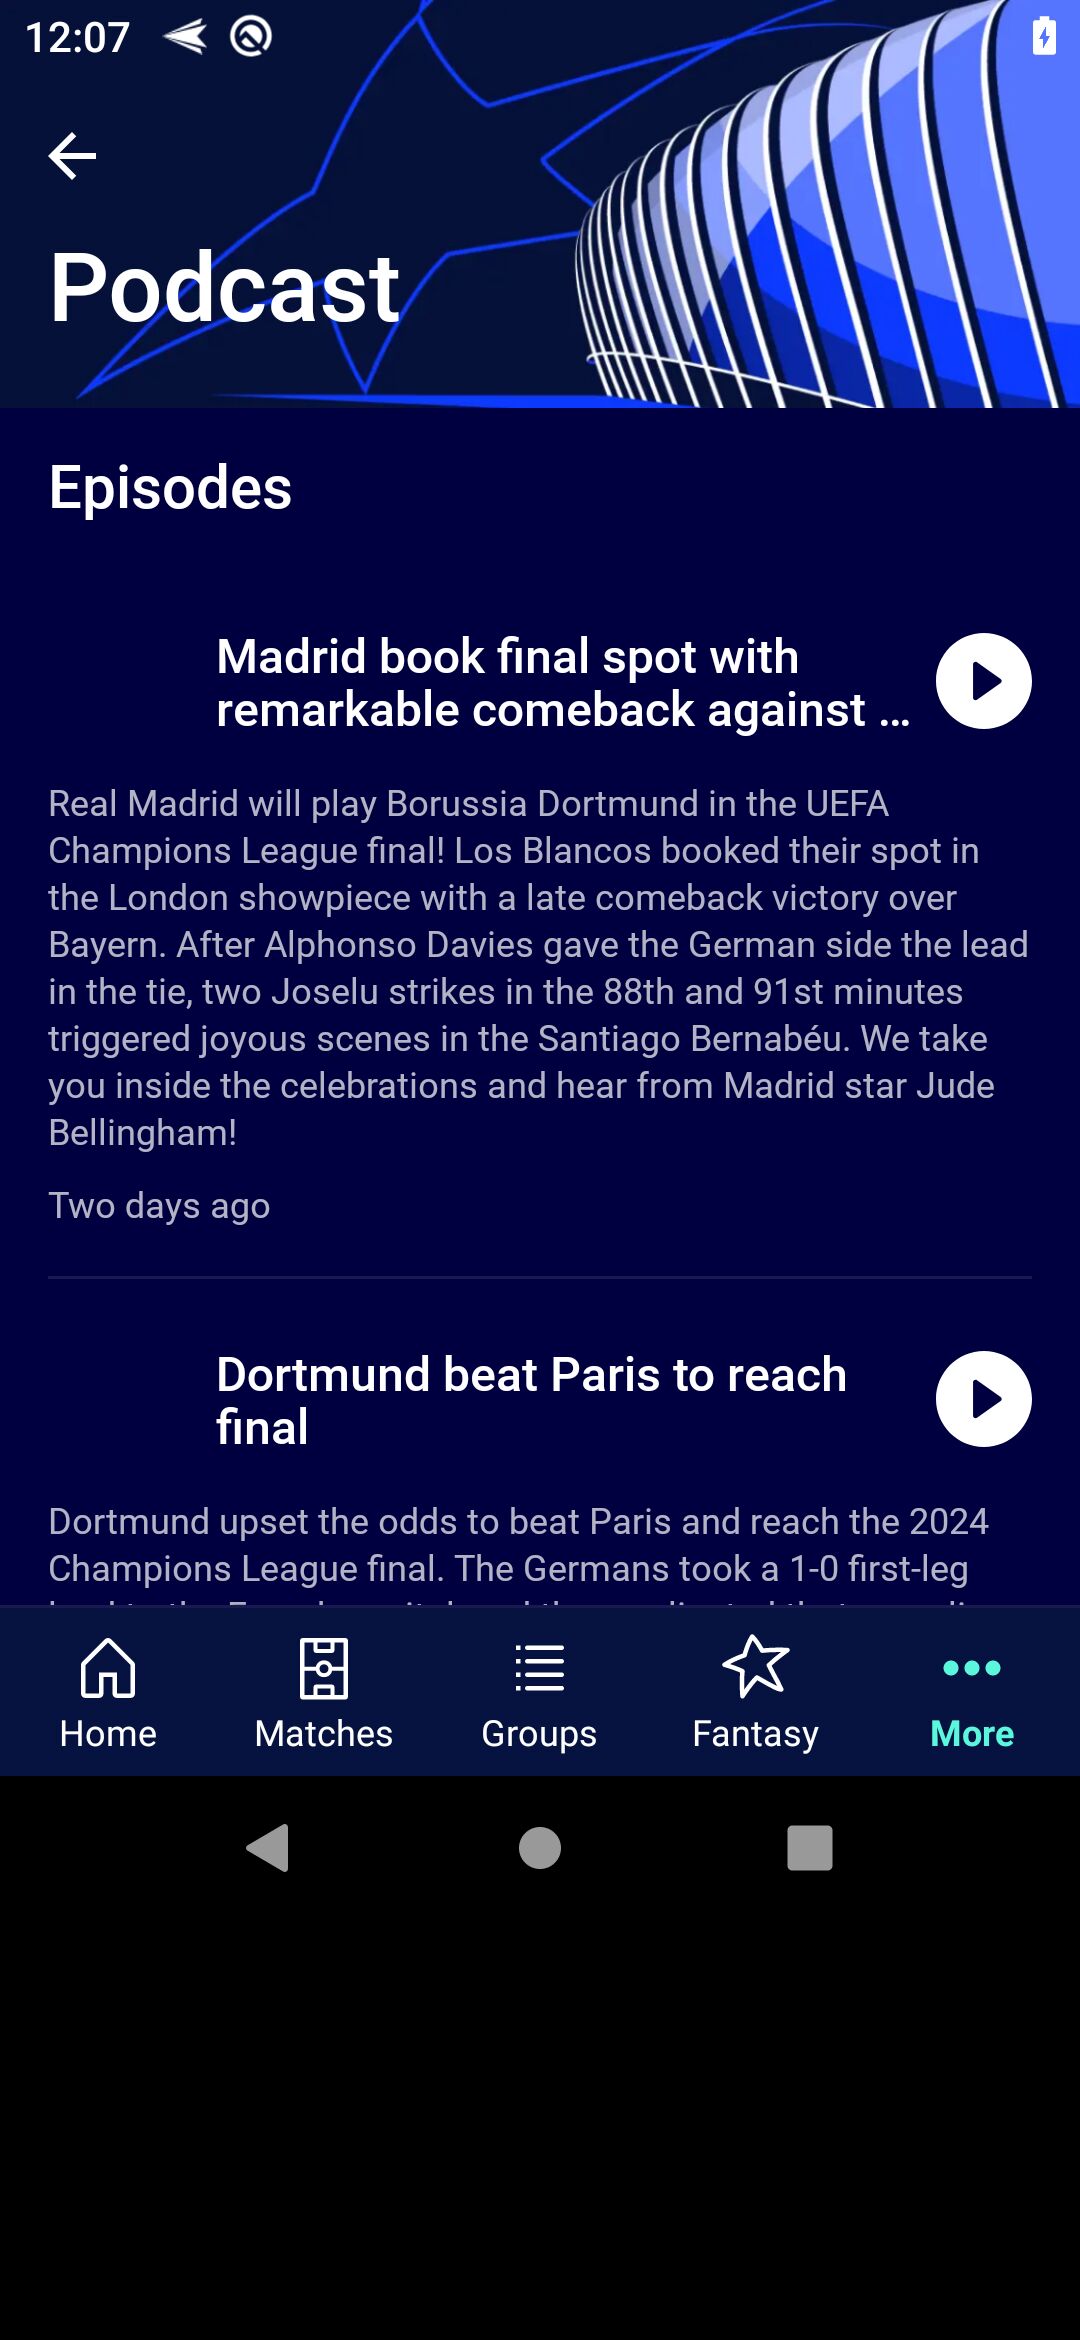 12:07
Podcast
Episodes
Madrid book final spot with
remarkable comeback against ...
Real Madrid will play Borussia Dortmund in the UEFA
Champions League final! Los Blancos booked their spot in
the London showpiece with a late comeback victory over
Bayern. After Alphonso Davies gave the German side the lead
in the tie, two Joselu strikes in the 88th and 91st minutes
triggered joyous scenes in the Santiago Bernabéu. We take
you inside the celebrations and hear from Madrid star Jude
Bellingham!
Two days ago
Dortmund beat Paris to reach
final
Dortmund upset the odds to beat Paris and reach the 2024
Champions League final. The Germans took a 1-0 first-leg
Home
Matches
Groups
Fantasy
More